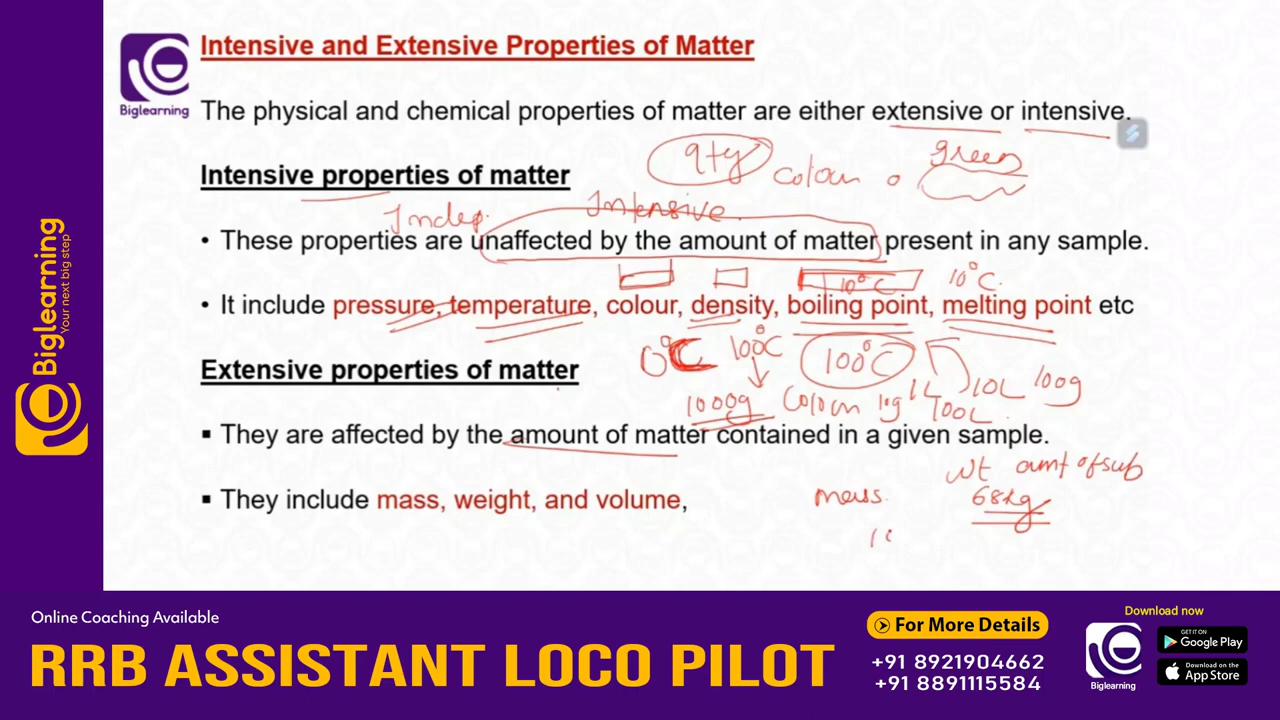 Intensive and Extensive Properties of Matter
Biglearning
The physical and chemical properties of matter are either extensive or intensive.
qty
colour
green
Intensive properties of matter
Indep.
Intensive
• These properties are unaffected by the amount of matter present in any sample.
10°C
10°C
• It include pressure, temperature, colour, density, boiling point, melting point etc
0°C
100°C
100°C
Extensive properties of matter
1000g
colour
10g
1L
100L
10L
100g
▪ They are affected by the amount of matter contained in a given sample.
wt
▪ They include mass, weight, and volume,
mass
68kg
Biglearning
Your next big step
Online Coaching Available
RRB ASSISTANT LOCO PILOT
For More Details
+91 8921904662
+91 8891115584
Download now
Biglearning
GET IT ON
Google Play
Download on the
App Store